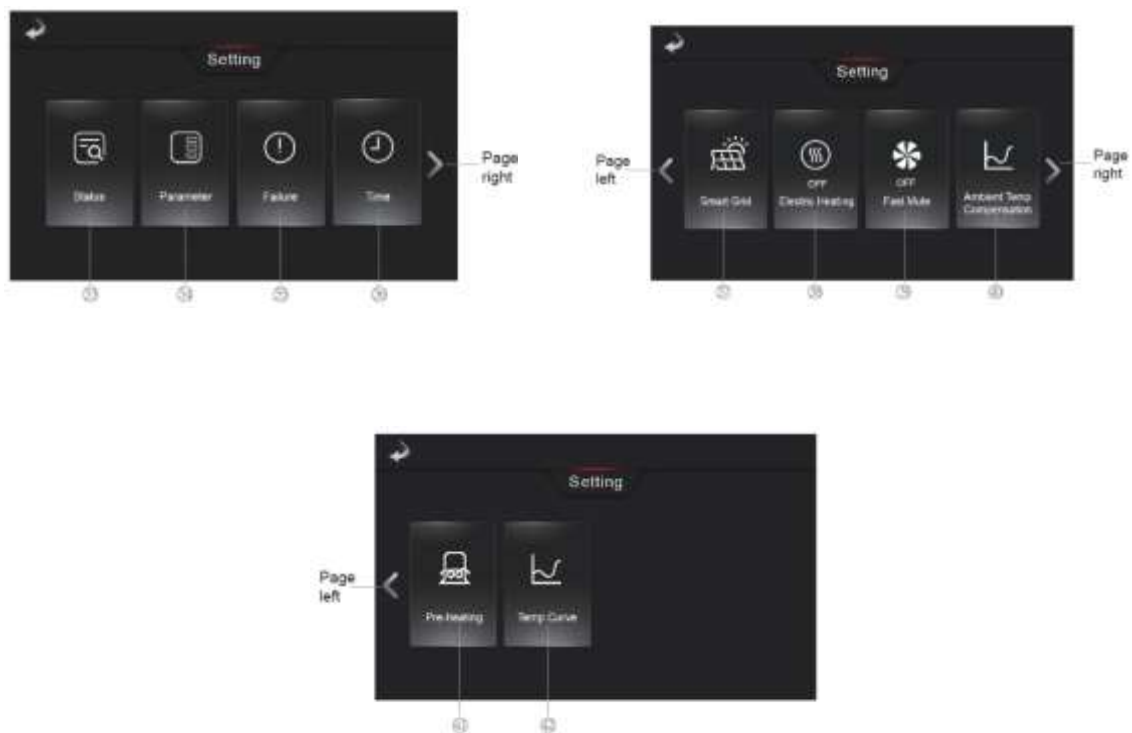 Setting
Status
Parameter
Failure
Time
Page
right
Setting
Page
left
Smart Grid
OFF
Electric Heating
OFF
Fast Mute
Ambient Temp
Compensation
Page
right
Setting
Page
left
Pre-heating
Temp Curve